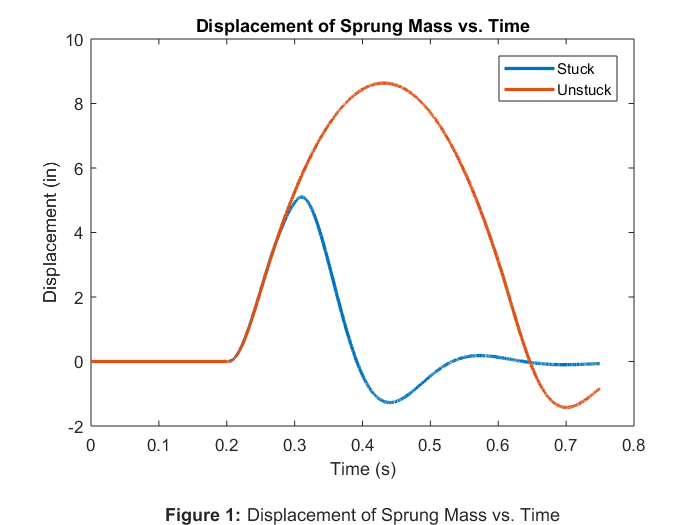 Displacement of Sprung Mass vs. Time
10
Stuck
Unstuck
8
6
4
2
0
-2
Displacement (in)
0 0.1 0.2 0.3 0.4 0.5 0.6 0.7 0.8
Time (s)
Figure 1: Displacement of Sprung Mass vs. Time